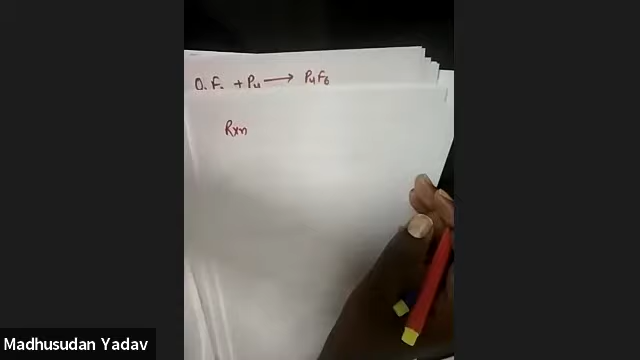 O₂F₂ + Pu ⟶ PuF₆
Rxn
Madhusudan Yadav